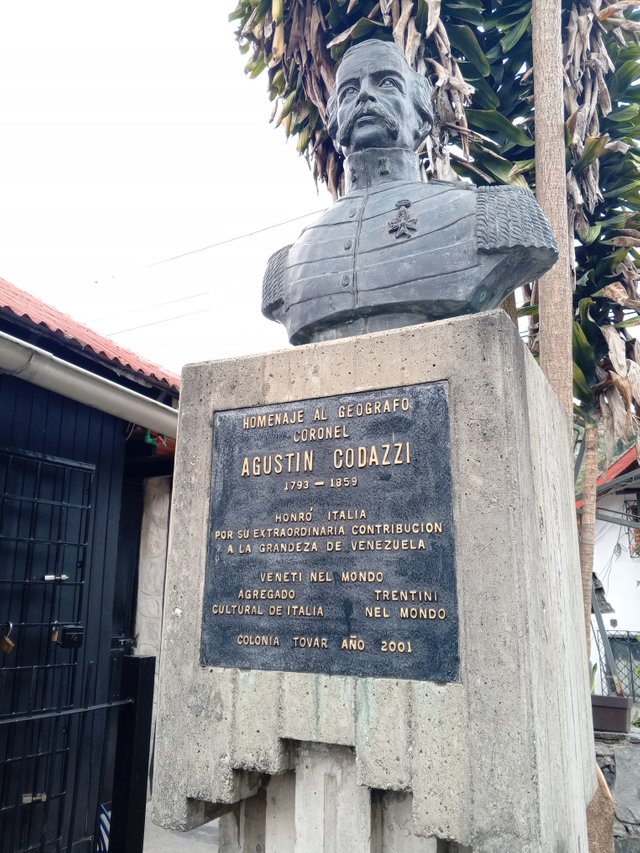 HOMENAJE AL GEOGRAFO
CORONEL
AGUSTIN CODAZZI
1793 — 1859
HONRÓ ITALIA
POR SU EXTRAORDINARIA CONTRIBUCION
A LA GRANDEZA DE VENEZUELA
VENETI NEL MONDO
AGREGADO TRENTINI
CULTURAL DE ITALIA NEL MONDO
COLONIA TOVAR AÑO 2001